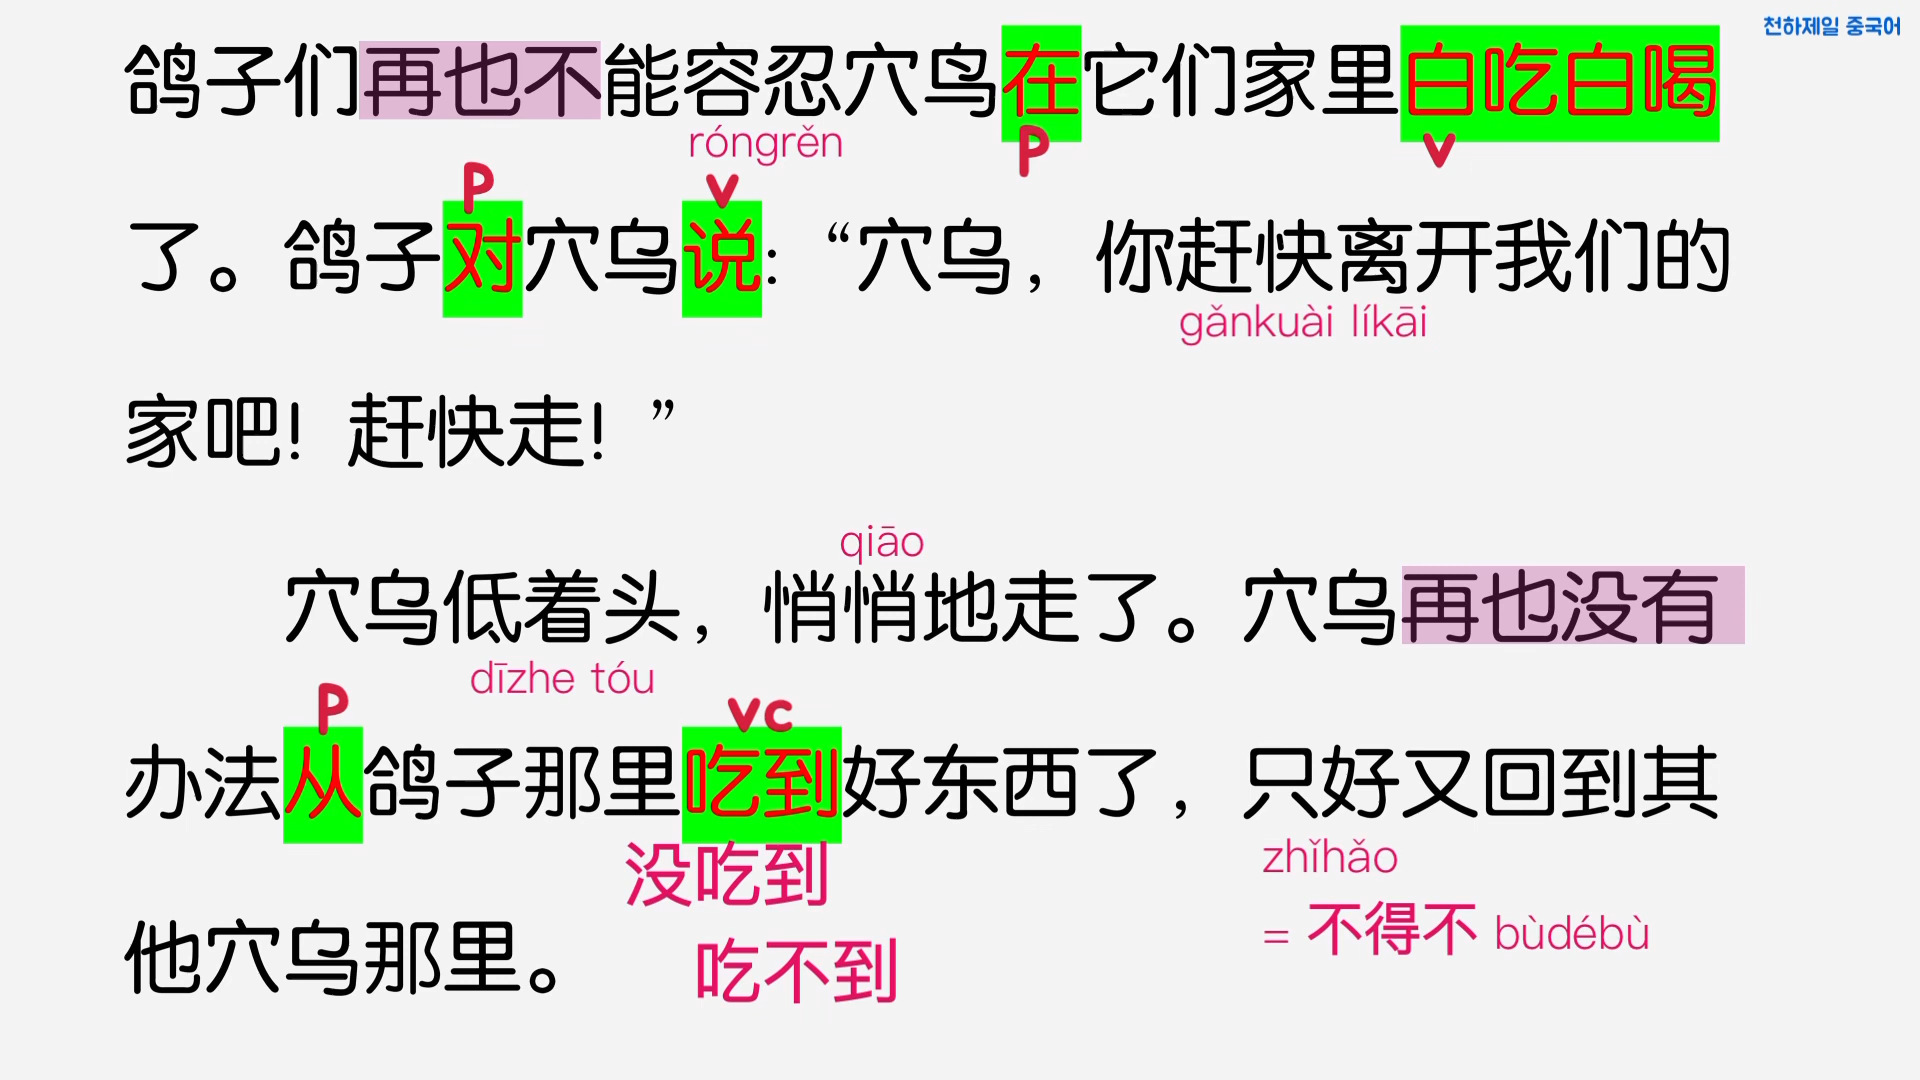 천하제일 중국어
鸽子们再也不能容忍穴鸟在它们家里白吃白喝
róngrěn
P
v
P
v
了。鸽子对穴乌说:“穴乌,你赶快离开我们的
gǎnkuài líkāi
家吧!赶快走!”
qiāo
穴乌低着头,悄悄地走了。穴乌再也没有
dīzhe tóu
P
vc
办法从鸽子那里吃到好东西了,只好又回到其
没吃到
zhǐhǎo
= 不得不 bùdébù
他穴乌那里。
吃不到